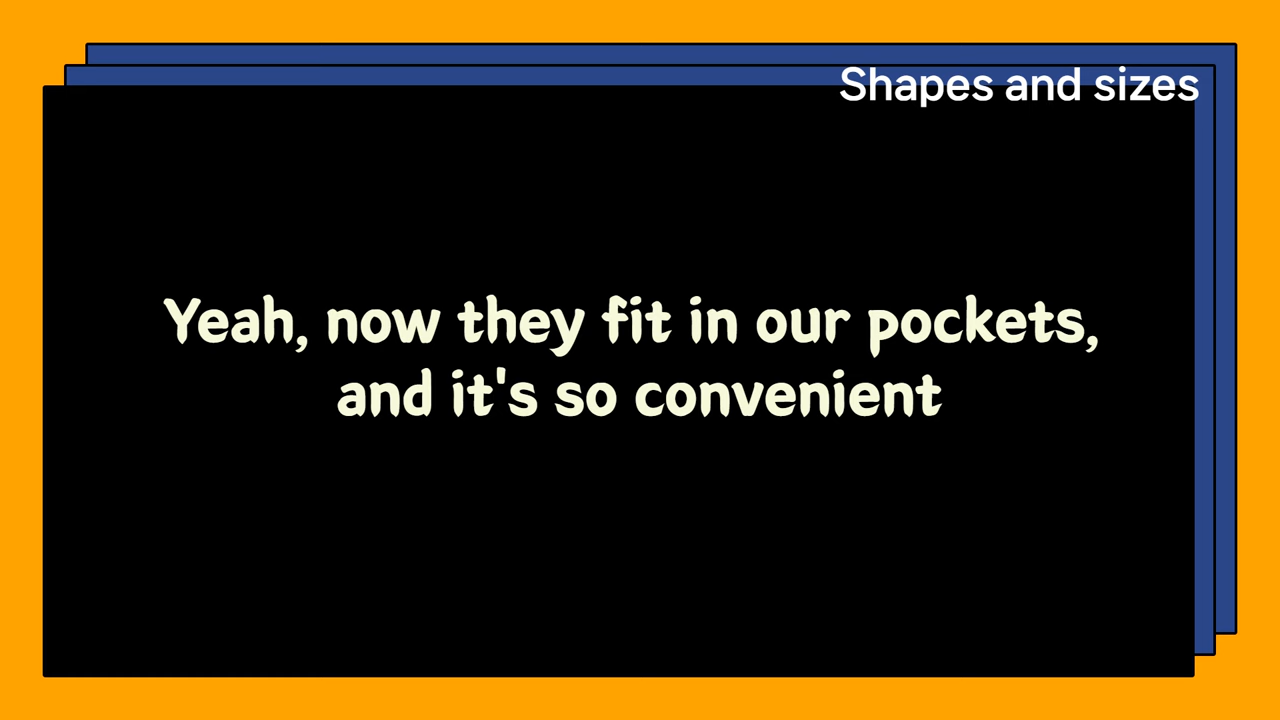 Shapes and sizes
Yeah, now they fit in our pockets,
and it's so convenient